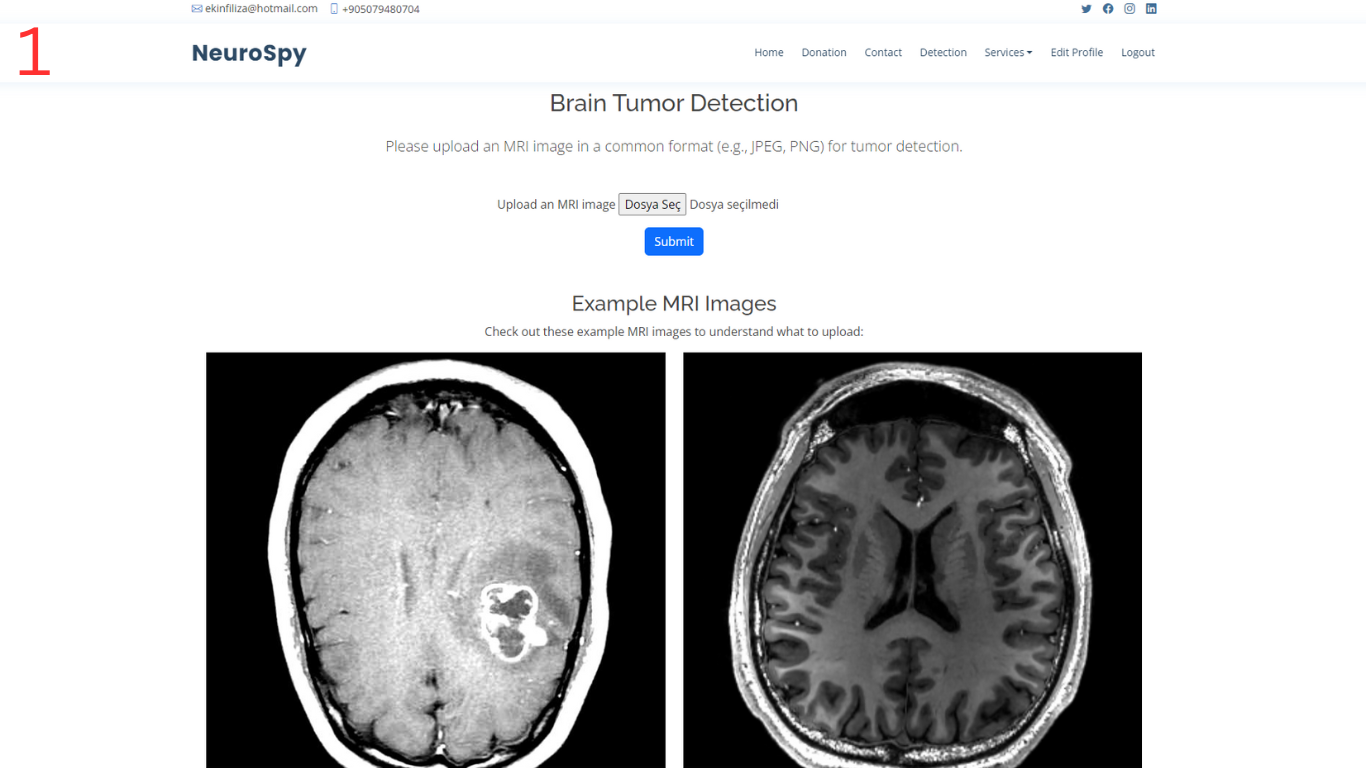 ekinfiliza@hotmail.com +905079480704
1
NeuroSpy
Home Donation Contact Detection Services Edit Profile Logout
Brain Tumor Detection
Please upload an MRI image in a common format (e.g., JPEG, PNG) for tumor detection.
Upload an MRI image Dosya Seç Dosya seçilmedi
Submit
Example MRI Images
Check out these example MRI images to understand what to upload: